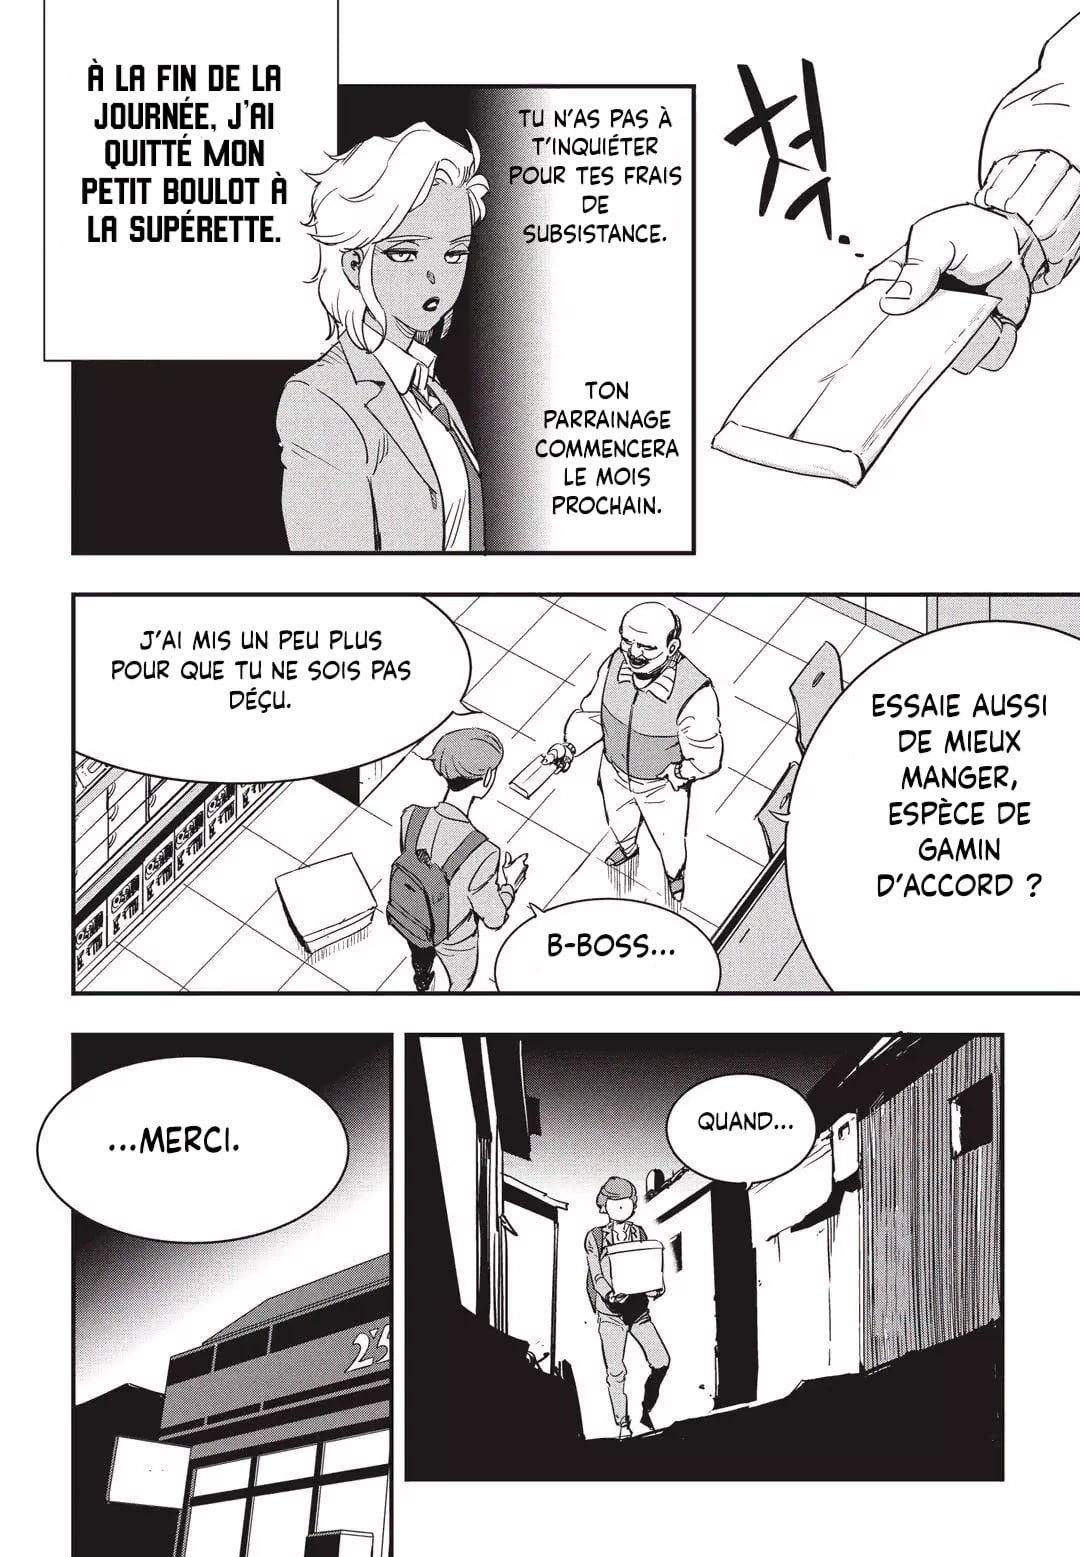 À LA FIN DE LA
JOURNÉE, J'AI
QUITTÉ MON
PETIT BOULOT À
LA SUPÉRETTE.
TU N'AS PAS À
T'INQUIÉTER
POUR TES FRAIS
DE
SUBSISTANCE.
TON
PARRAINAGE
COMMENCERA
LE MOIS
PROCHAIN.
J'AI MIS UN PEU PLUS
POUR QUE TU NE SOIS PAS
DÉÇU.
ESSAIE AUSSI
DE MIEUX
MANGER,
ESPÈCE DE
GAMIN
D'ACCORD ?
B-BOSS...
...MERCI.
QUAND...